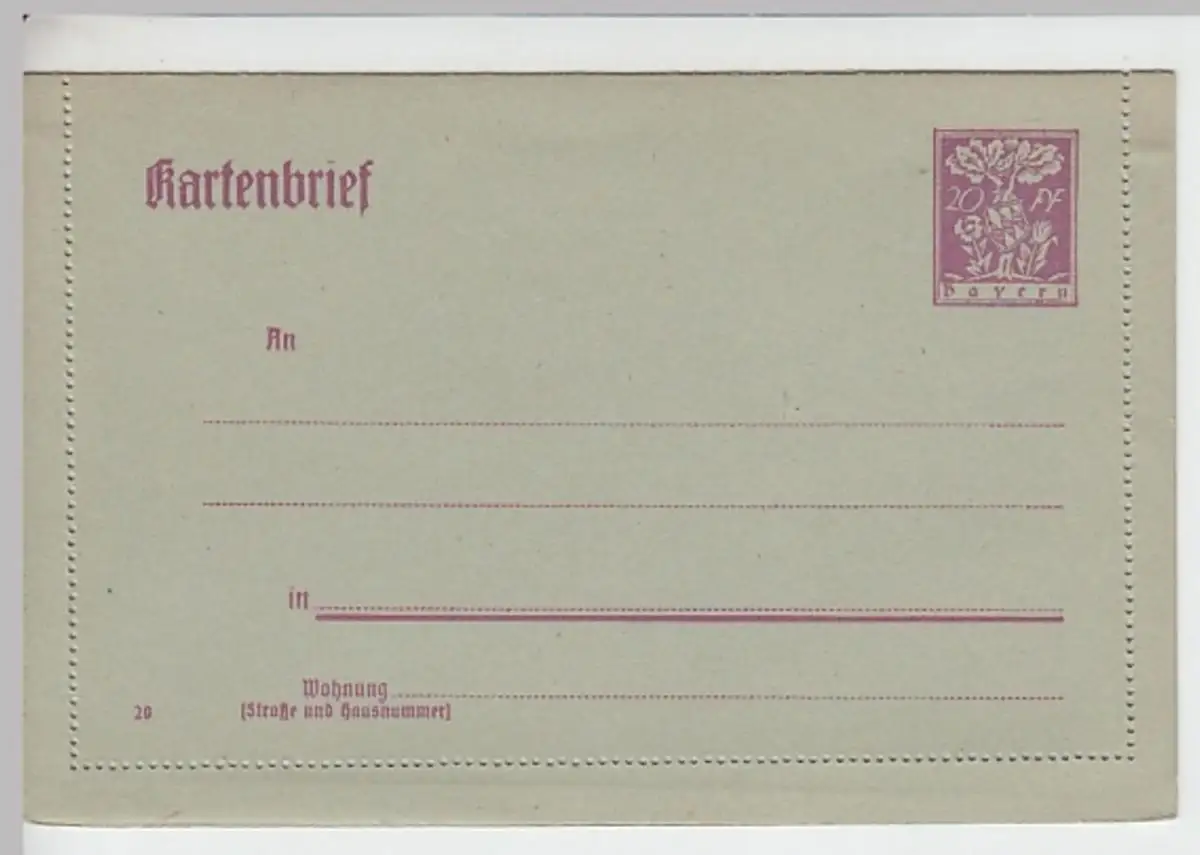 Kartenbrief
20 Pf
Bayern
An
in
Wohnung
20 (Straße und Hausnummer)